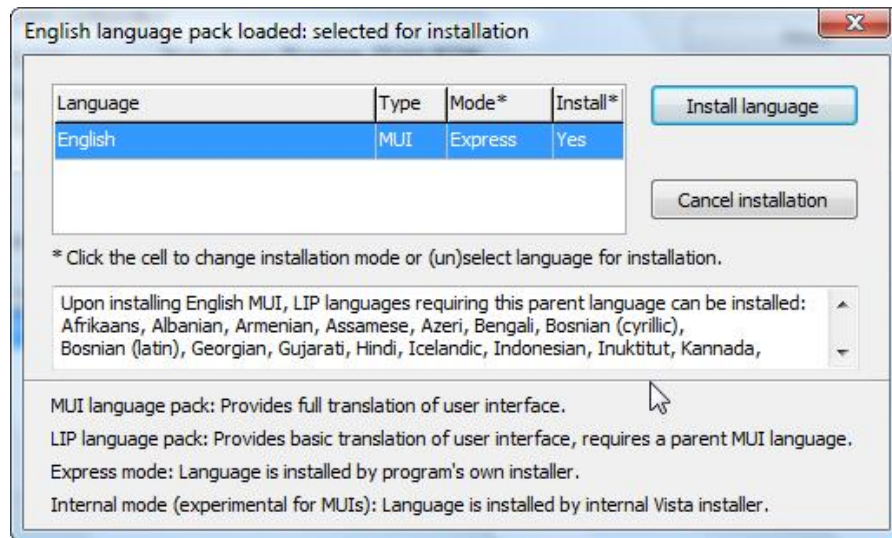 English language pack loaded: selected for installation
Language Type Mode* Install*
English MUI Express Yes
Install language
Cancel installation
* Click the cell to change installation mode or (un)select language for installation.
Upon installing English MUI, LIP languages requiring this parent language can be installed:
Afrikaans, Albanian, Armenian, Assamese, Azeri, Bengali, Bosnian (cyrillic),
Bosnian (latin), Georgian, Gujarati, Hindi, Icelandic, Indonesian, Inuktitut, Kannada,
MUI language pack: Provides full translation of user interface.
LIP language pack: Provides basic translation of user interface, requires a parent MUI language.
Express mode: Language is installed by program's own installer.
Internal mode (experimental for MUIs): Language is installed by internal Vista installer.